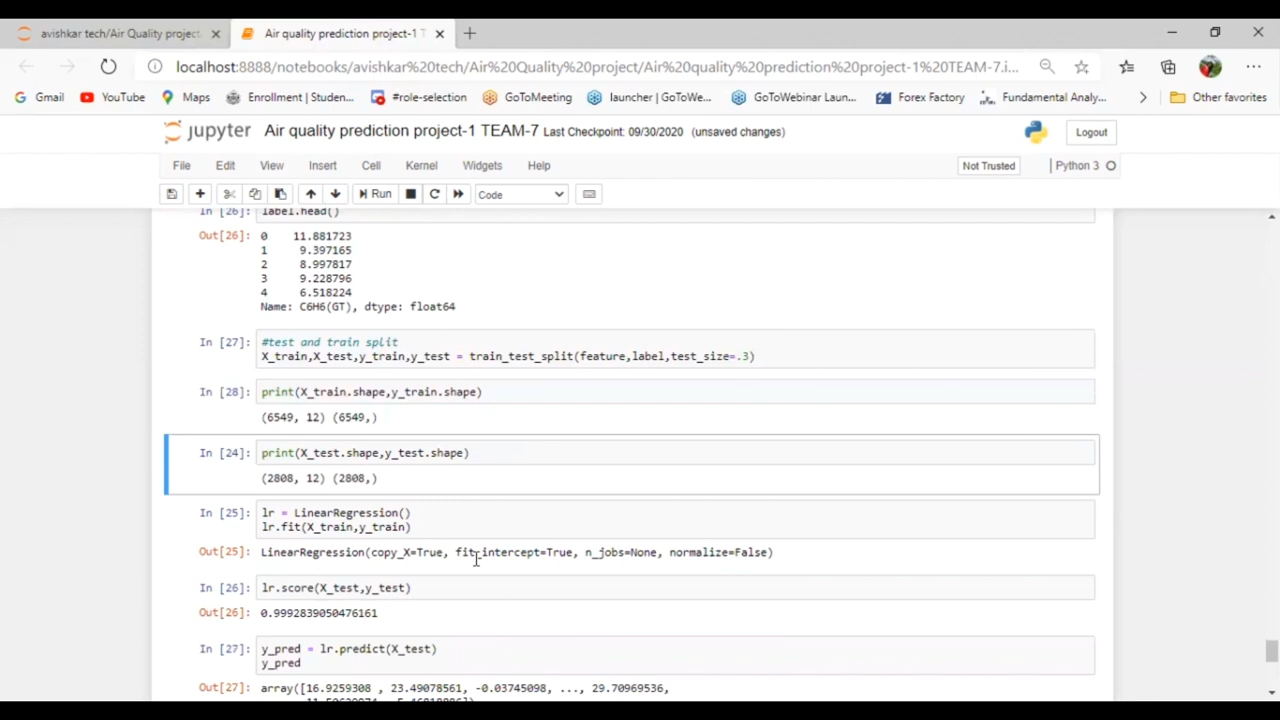 avishkar tech/Air Quality project
Air quality prediction project-1 T
localhost:8888/notebooks/avishkar%20tech/Air%20Quality%20project/Air%20quality%20prediction%20project-1%20TEAM-7.i...
Gmail YouTube Maps Enrollment | Studen... #role-selection GoToMeeting launcher | GoToWe... GoToWebinar Laun... Forex Factory Fundamental Analy... Other favorites
jupyter Air quality prediction project-1 TEAM-7 Last Checkpoint: 09/30/2020 (unsaved changes) Logout
File Edit View Insert Cell Kernel Widgets Help Not Trusted Python 3
Run Code
In [26] label.head()
Out[26]: 0 11.881723
1 9.397165
2 8.997817
3 9.228796
4 6.518224
Name: C6H6(GT), dtype: float64
In [27]: #test and train split
X_train,X_test,y_train,y_test = train_test_split(feature,label,test_size=.3)
In [28]: print(X_train.shape,y_train.shape)
(6549, 12) (6549,)
In [24]: print(X_test.shape,y_test.shape)
(2808, 12) (2808,)
In [25]: lr = LinearRegression()
lr.fit(X_train,y_train)
Out[25]: LinearRegression(copy_X=True, fit_intercept=True, n_jobs=None, normalize=False)
In [26]: lr.score(X_test,y_test)
Out[26]: 0.9992839050476161
In [27]: y_pred = lr.predict(X_test)
y_pred
Out[27]: array([16.9259308 , 23.49078561, -0.03745098, ..., 29.70969536,